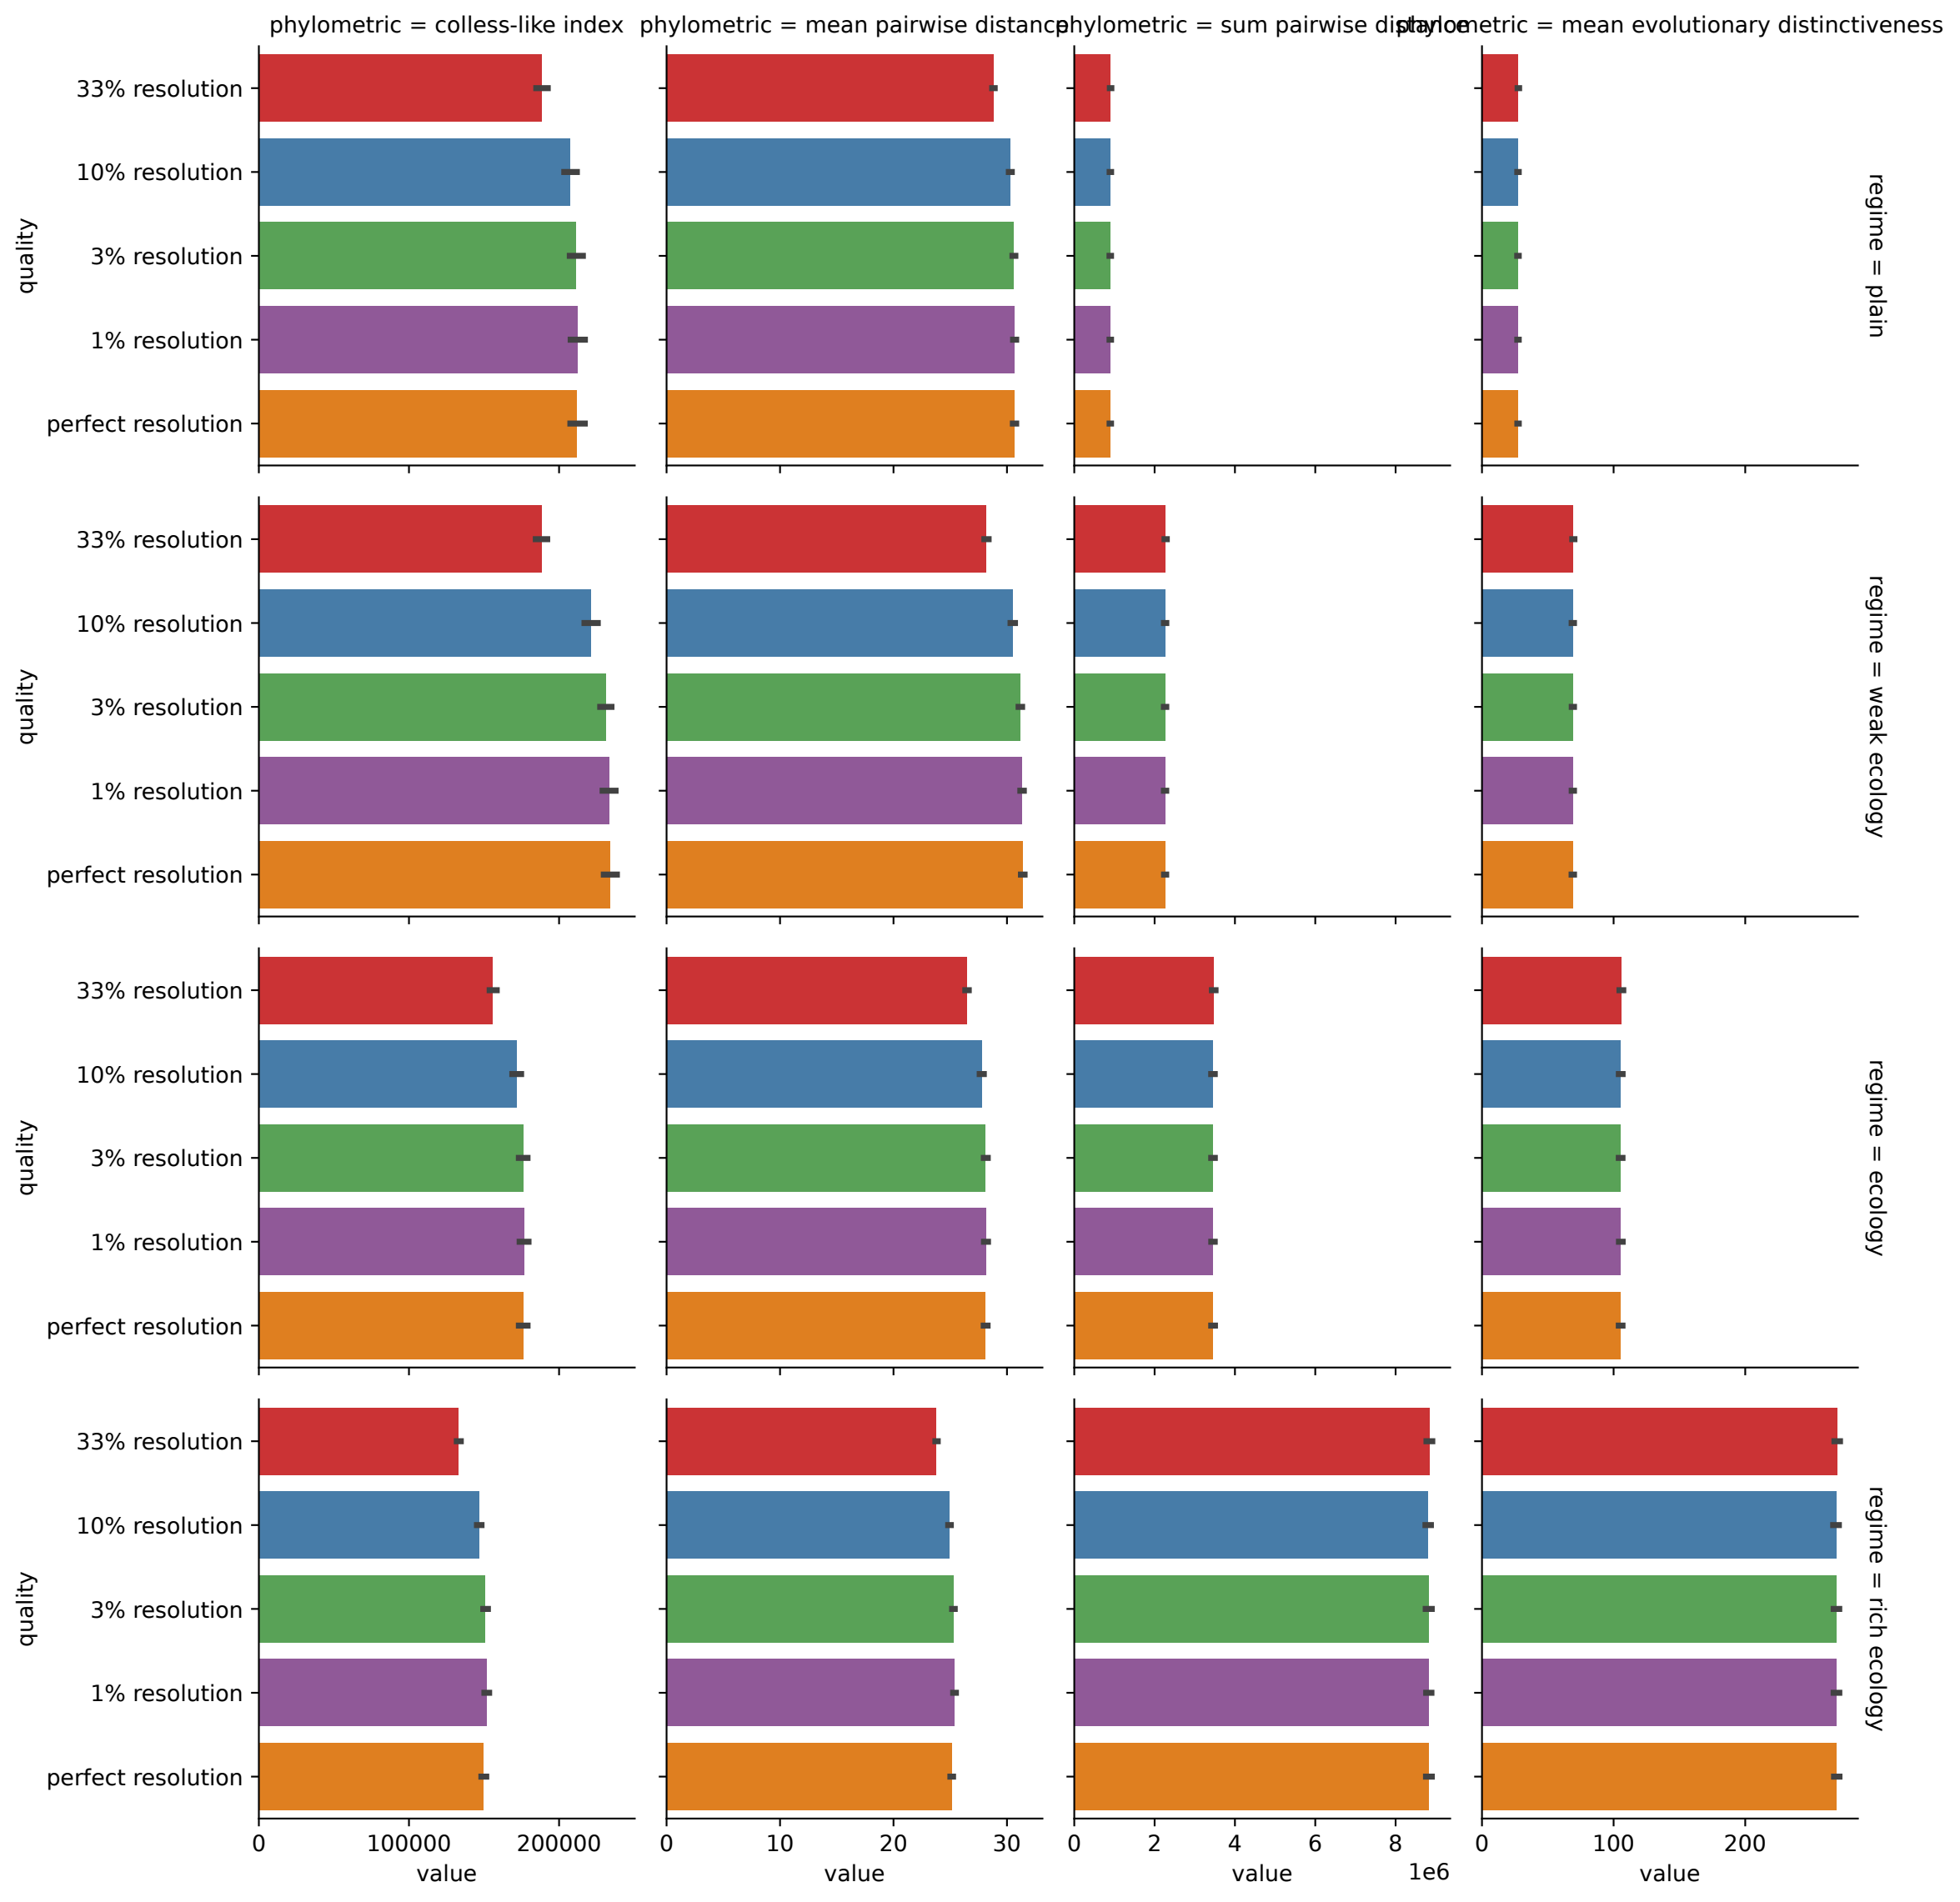 phylometric = colless-like index
phylometric = mean pairwise distance
phylometric = sum pairwise distance
phylometric = mean evolutionary distinctiveness
quality
33% resolution
10% resolution
3% resolution
1% resolution
perfect resolution
regime = plain
quality
33% resolution
10% resolution
3% resolution
1% resolution
perfect resolution
regime = weak ecology
quality
33% resolution
10% resolution
3% resolution
1% resolution
perfect resolution
regime = ecology
quality
33% resolution
10% resolution
3% resolution
1% resolution
perfect resolution
regime = rich ecology
0 100000 200000
value
0 10 20 30
value
0 2 4 6 8
1e6
value
0 100 200
value